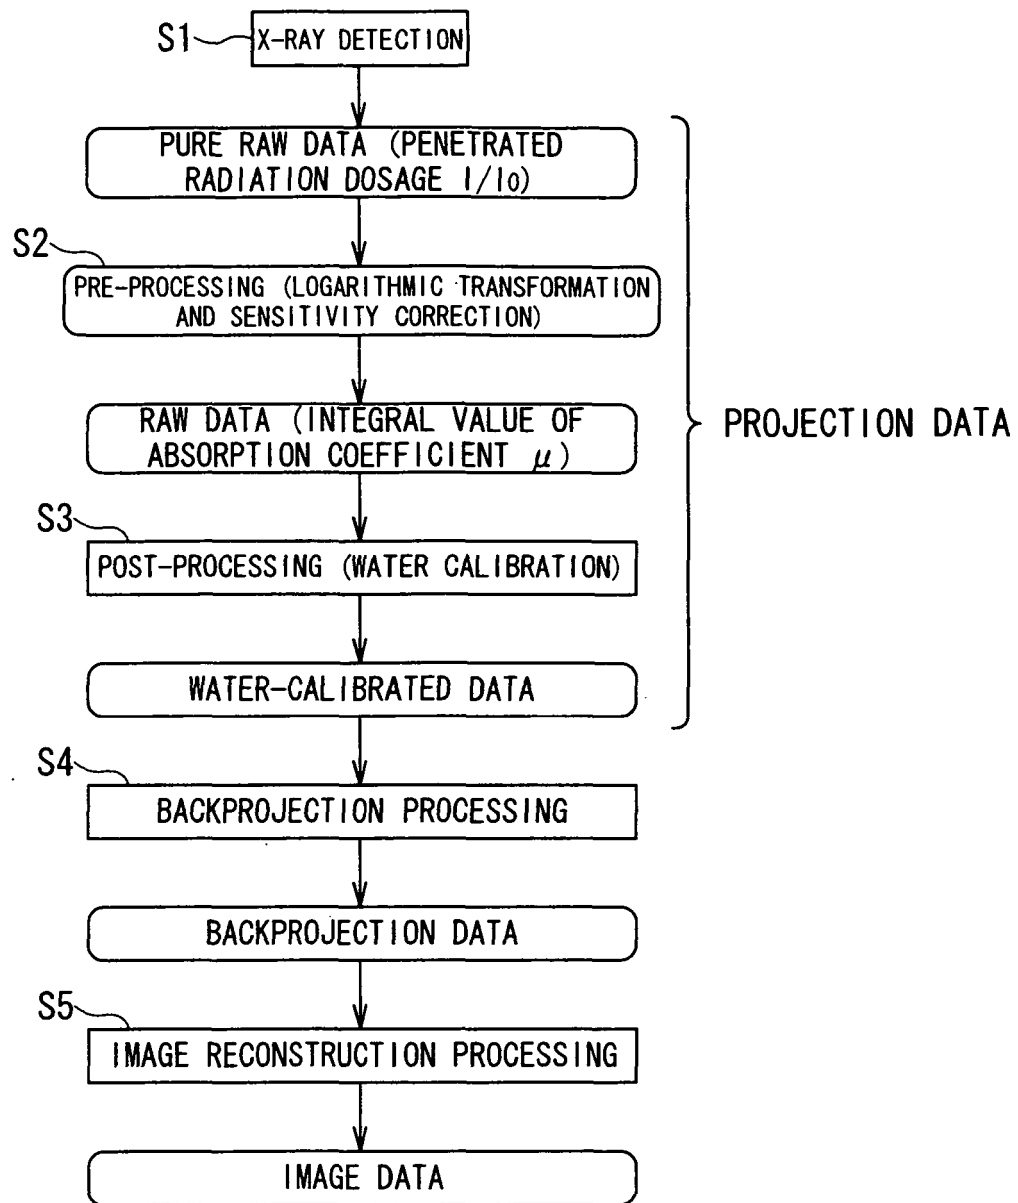 S1
X-RAY DETECTION
PURE RAW DATA (PENETRATED
RADIATION DOSAGE I/I0)
S2
PRE-PROCESSING (LOGARITHMIC TRANSFORMATION
AND SENSITIVITY CORRECTION)
RAW DATA (INTEGRAL VALUE OF
ABSORPTION COEFFICIENT μ)
PROJECTION DATA
S3
POST-PROCESSING (WATER CALIBRATION)
WATER-CALIBRATED DATA
S4
BACKPROJECTION PROCESSING
BACKPROJECTION DATA
S5
IMAGE RECONSTRUCTION PROCESSING
IMAGE DATA